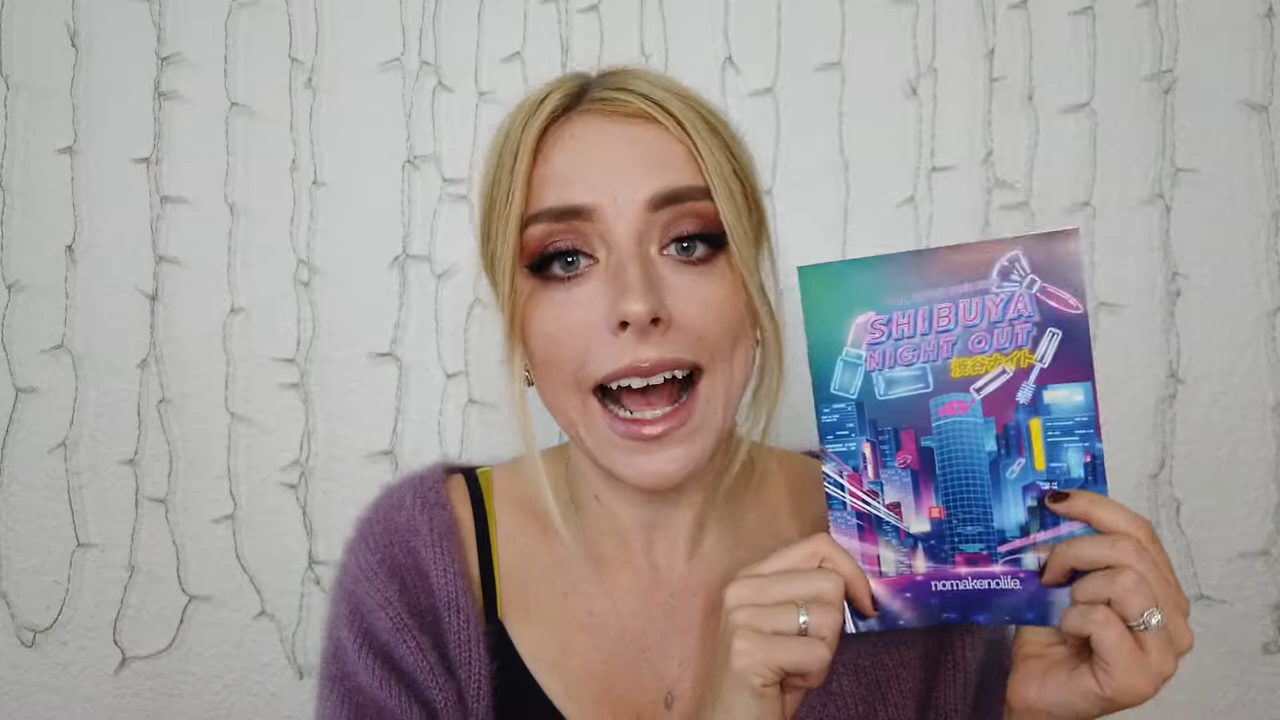 SHIBUYA
NIGHT OUT
渋谷ナイト
nomakenolife.